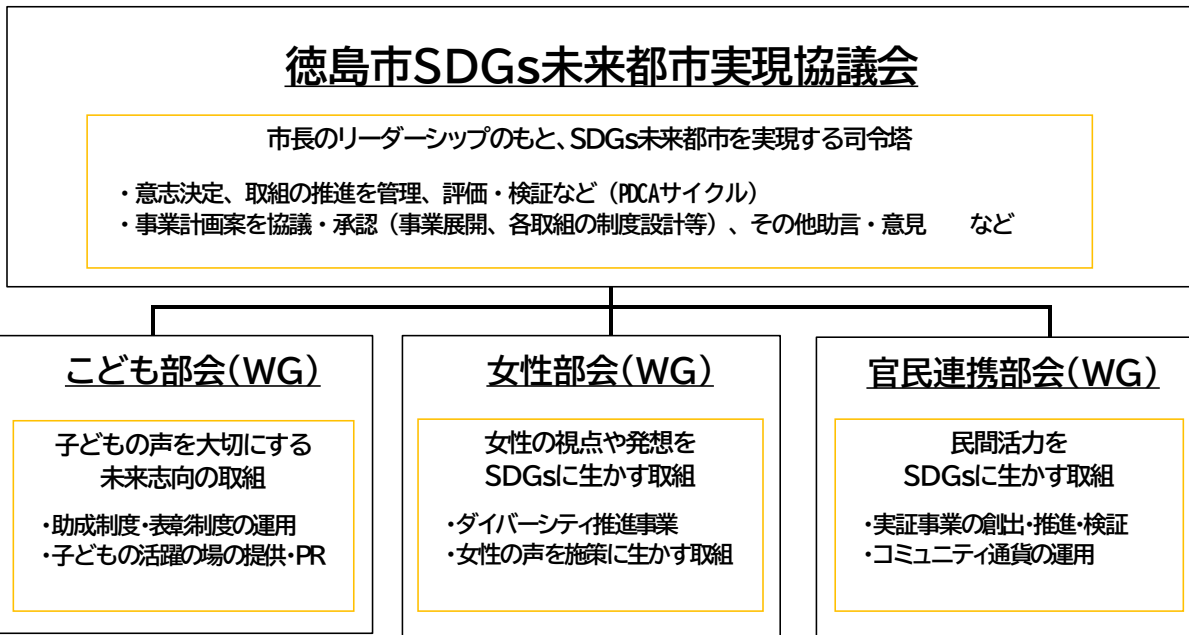 徳島市SDGs未来都市実現協議会
市長のリーダーシップのもと、SDGs未来都市を実現する司令塔
・意志決定、取組の推進を管理、評価・検証など（PDCAサイクル）
・事業計画案を協議・承認（事業展開、各取組の制度設計等）、その他助言・意見　　など
こども部会(WG)
子どもの声を大切にする
未来志向の取組
・助成制度・表彰制度の運用
・子どもの活躍の場の提供・PR
女性部会(WG)
女性の視点や発想を
SDGsに生かす取組
・ダイバーシティ推進事業
・女性の声を施策に生かす取組
官民連携部会(WG)
民間活力を
SDGsに生かす取組
・実証事業の創出・推進・検証
・コミュニティ通貨の運用